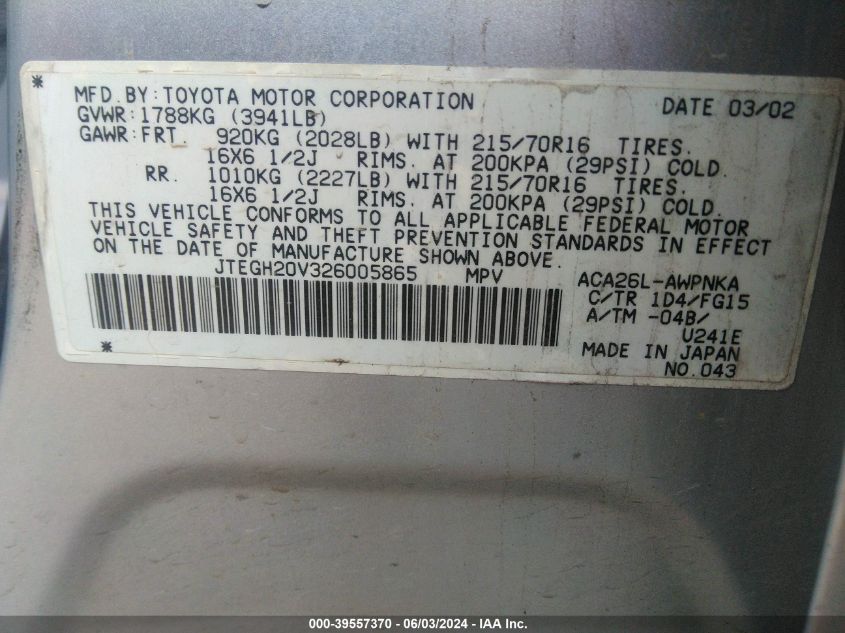 MFD.BY:TOYOTA MOTOR CORPORATION DATE 03/02
GVWR:1788KG (3941LB)
GAWR:FRT. 920KG (2028LB) WITH 215/70R16 TIRES.
16X6 1/2J RIMS. AT 200KPA (29PSI) COLD.
RR. 1010KG (2227LB) WITH 215/70R16 TIRES.
16X6 1/2J RIMS. AT 200KPA (29PSI) COLD.
THIS VEHICLE CONFORMS TO ALL APPLICABLE FEDERAL MOTOR
VEHICLE SAFETY AND THEFT PREVENTION STANDARDS IN EFFECT
ON THE DATE OF MANUFACTURE SHOWN ABOVE.
JTEGH20V326005865 MPV ACA26L-AWPNKA
C/TR 1D4/FG15
A/TM -04B/
U241E
MADE IN JAPAN
NO.043
000-39557370 - 06/03/2024 - IAA Inc.